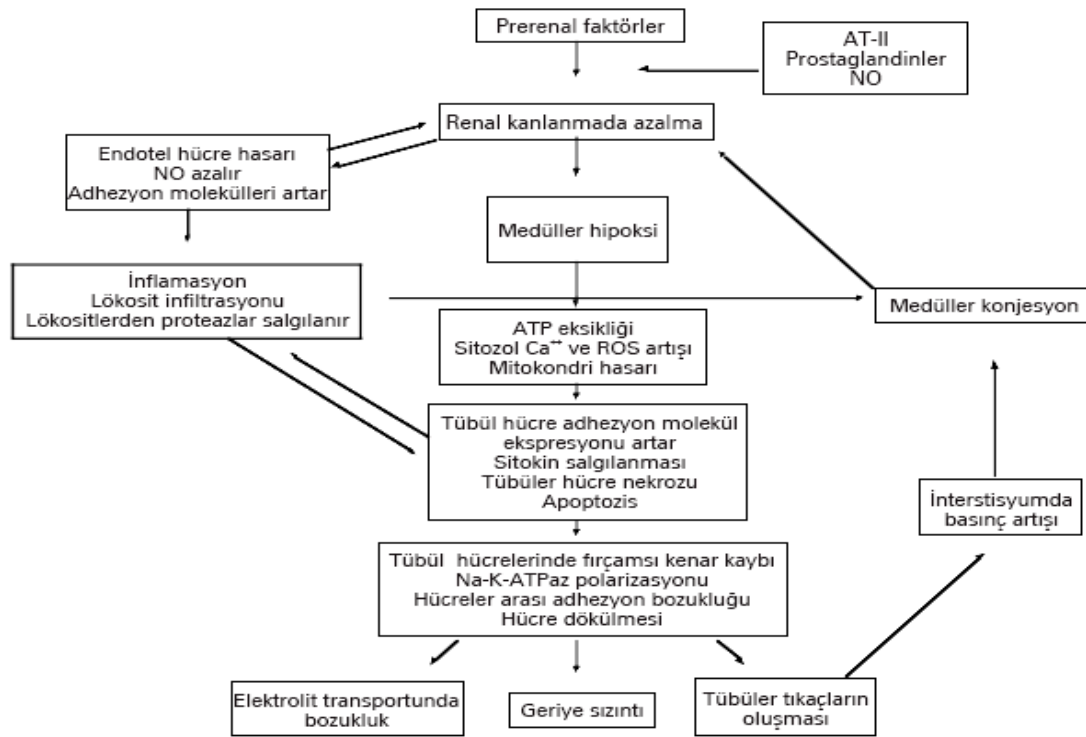 Prerenal faktörler
AT-II
Prostaglandinler
NO
Renal kanlanmada azalma
Endotel hücre hasarı
NO azalır
Adhezyon molekülleri artar
Medüller hipoksi
İnflamasyon
Lökosit infiltrasyonu
Lökositlerden proteazlar salgılanır
Medüller konjesyon
ATP eksikliği
Sitozol Ca⁺⁺ ve ROS artışı
Mitokondri hasarı
Tübül hücre adhezyon molekül
ekspresyonu artar
Sitokin salgılanması
Tübüler hücre nekrozu
Apoptozis
İnterstisyumda
basınç artışı
Tübül hücrelerinde fırçamsı kenar kaybı
Na-K-ATPaz polarizasyonu
Hücreler arası adhezyon bozukluğu
Hücre dökülmesi
Elektrolit transportunda
bozukluk
Geriye sızıntı
Tübüler tıkaçların
oluşması